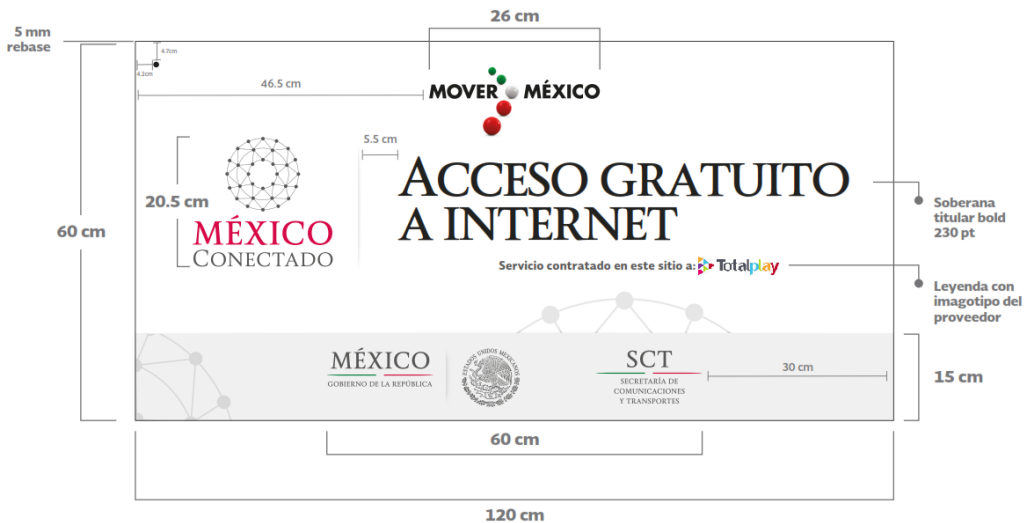 26 cm
5 mm
rebase
4.7cm
4.2cm
46.5 cm
MOVER MÉXICO
5.5 cm
ACCESO GRATUITO
A INTERNET
20.5 cm
MÉXICO
CONECTADO
60 cm
Soberana
titular bold
230 pt
Servicio contratado en este sitio a: Totalplay
Leyenda con
imagotipo del
proveedor
MÉXICO
GOBIERNO DE LA REPÚBLICA
ESTADOS UNIDOS MEXICANOS
SCT
SECRETARÍA DE
COMUNICACIONES
Y TRANSPORTES
30 cm
15 cm
60 cm
120 cm